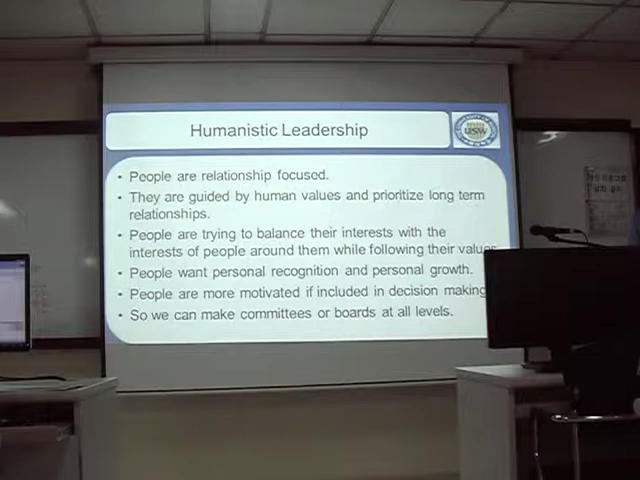 Humanistic Leadership
USW
• People are relationship focused.
• They are guided by human values and prioritize long term
relationships.
• People are trying to balance their interests with the
interests of people around them while following their values
• People want personal recognition and personal growth.
• People are more motivated if included in decision making
• So we can make committees or boards at all levels.